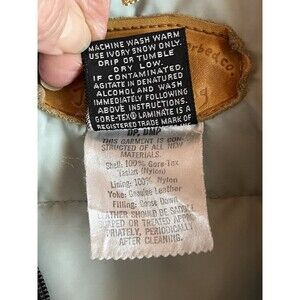 MACHINE WASH WARM
USE IVORY SNOW ONLY.
DRIP OR TUMBLE
DRY LOW.
IF CONTAMINATED,
AGITATE IN DENATURED
ALCOHOL AND WASH
IMMEDIATELY FOLLOWING
ABOVE INSTRUCTIONS.
GORE-TEX® LAMINATE IS A
REGISTERED TRADE MARK OF
THIS GARMENT IS CON-
STRUCTED OF ALL NEW
MATERIAL.
Shell: 100% Gore-Tex
Taslan (Nylon)
Lining: 100% Nylon
Yoke: Genuine Leather
Filling: Goose Down
LEATHER SHOULD BE SADDLE
SOAPED OR TREATED APPRO-
PRIATELY, PERIODICALLY
AFTER CLEANING.